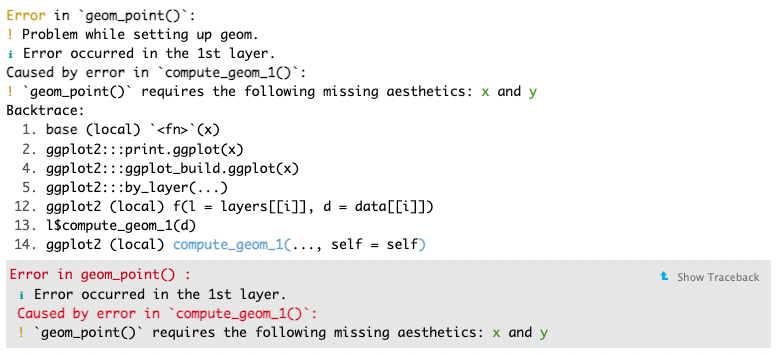 Error in `geom_point()`:
! Problem while setting up geom.
ℹ Error occurred in the 1st layer.
Caused by error in `compute_geom_1()`:
! `geom_point()` requires the following missing aesthetics: x and y
Backtrace:
1. base (local) `<fn>`(x)
2. ggplot2:::print.ggplot(x)
4. ggplot2:::ggplot_build.ggplot(x)
5. ggplot2:::by_layer(...)
12. ggplot2 (local) f(l = layers[[i]], d = data[[i]])
13. l$compute_geom_1(d)
14. ggplot2 (local) compute_geom_1(..., self = self)
Error in geom_point() :
Show Traceback
ℹ Error occurred in the 1st layer.
Caused by error in `compute_geom_1()`:
! `geom_point()` requires the following missing aesthetics: x and y